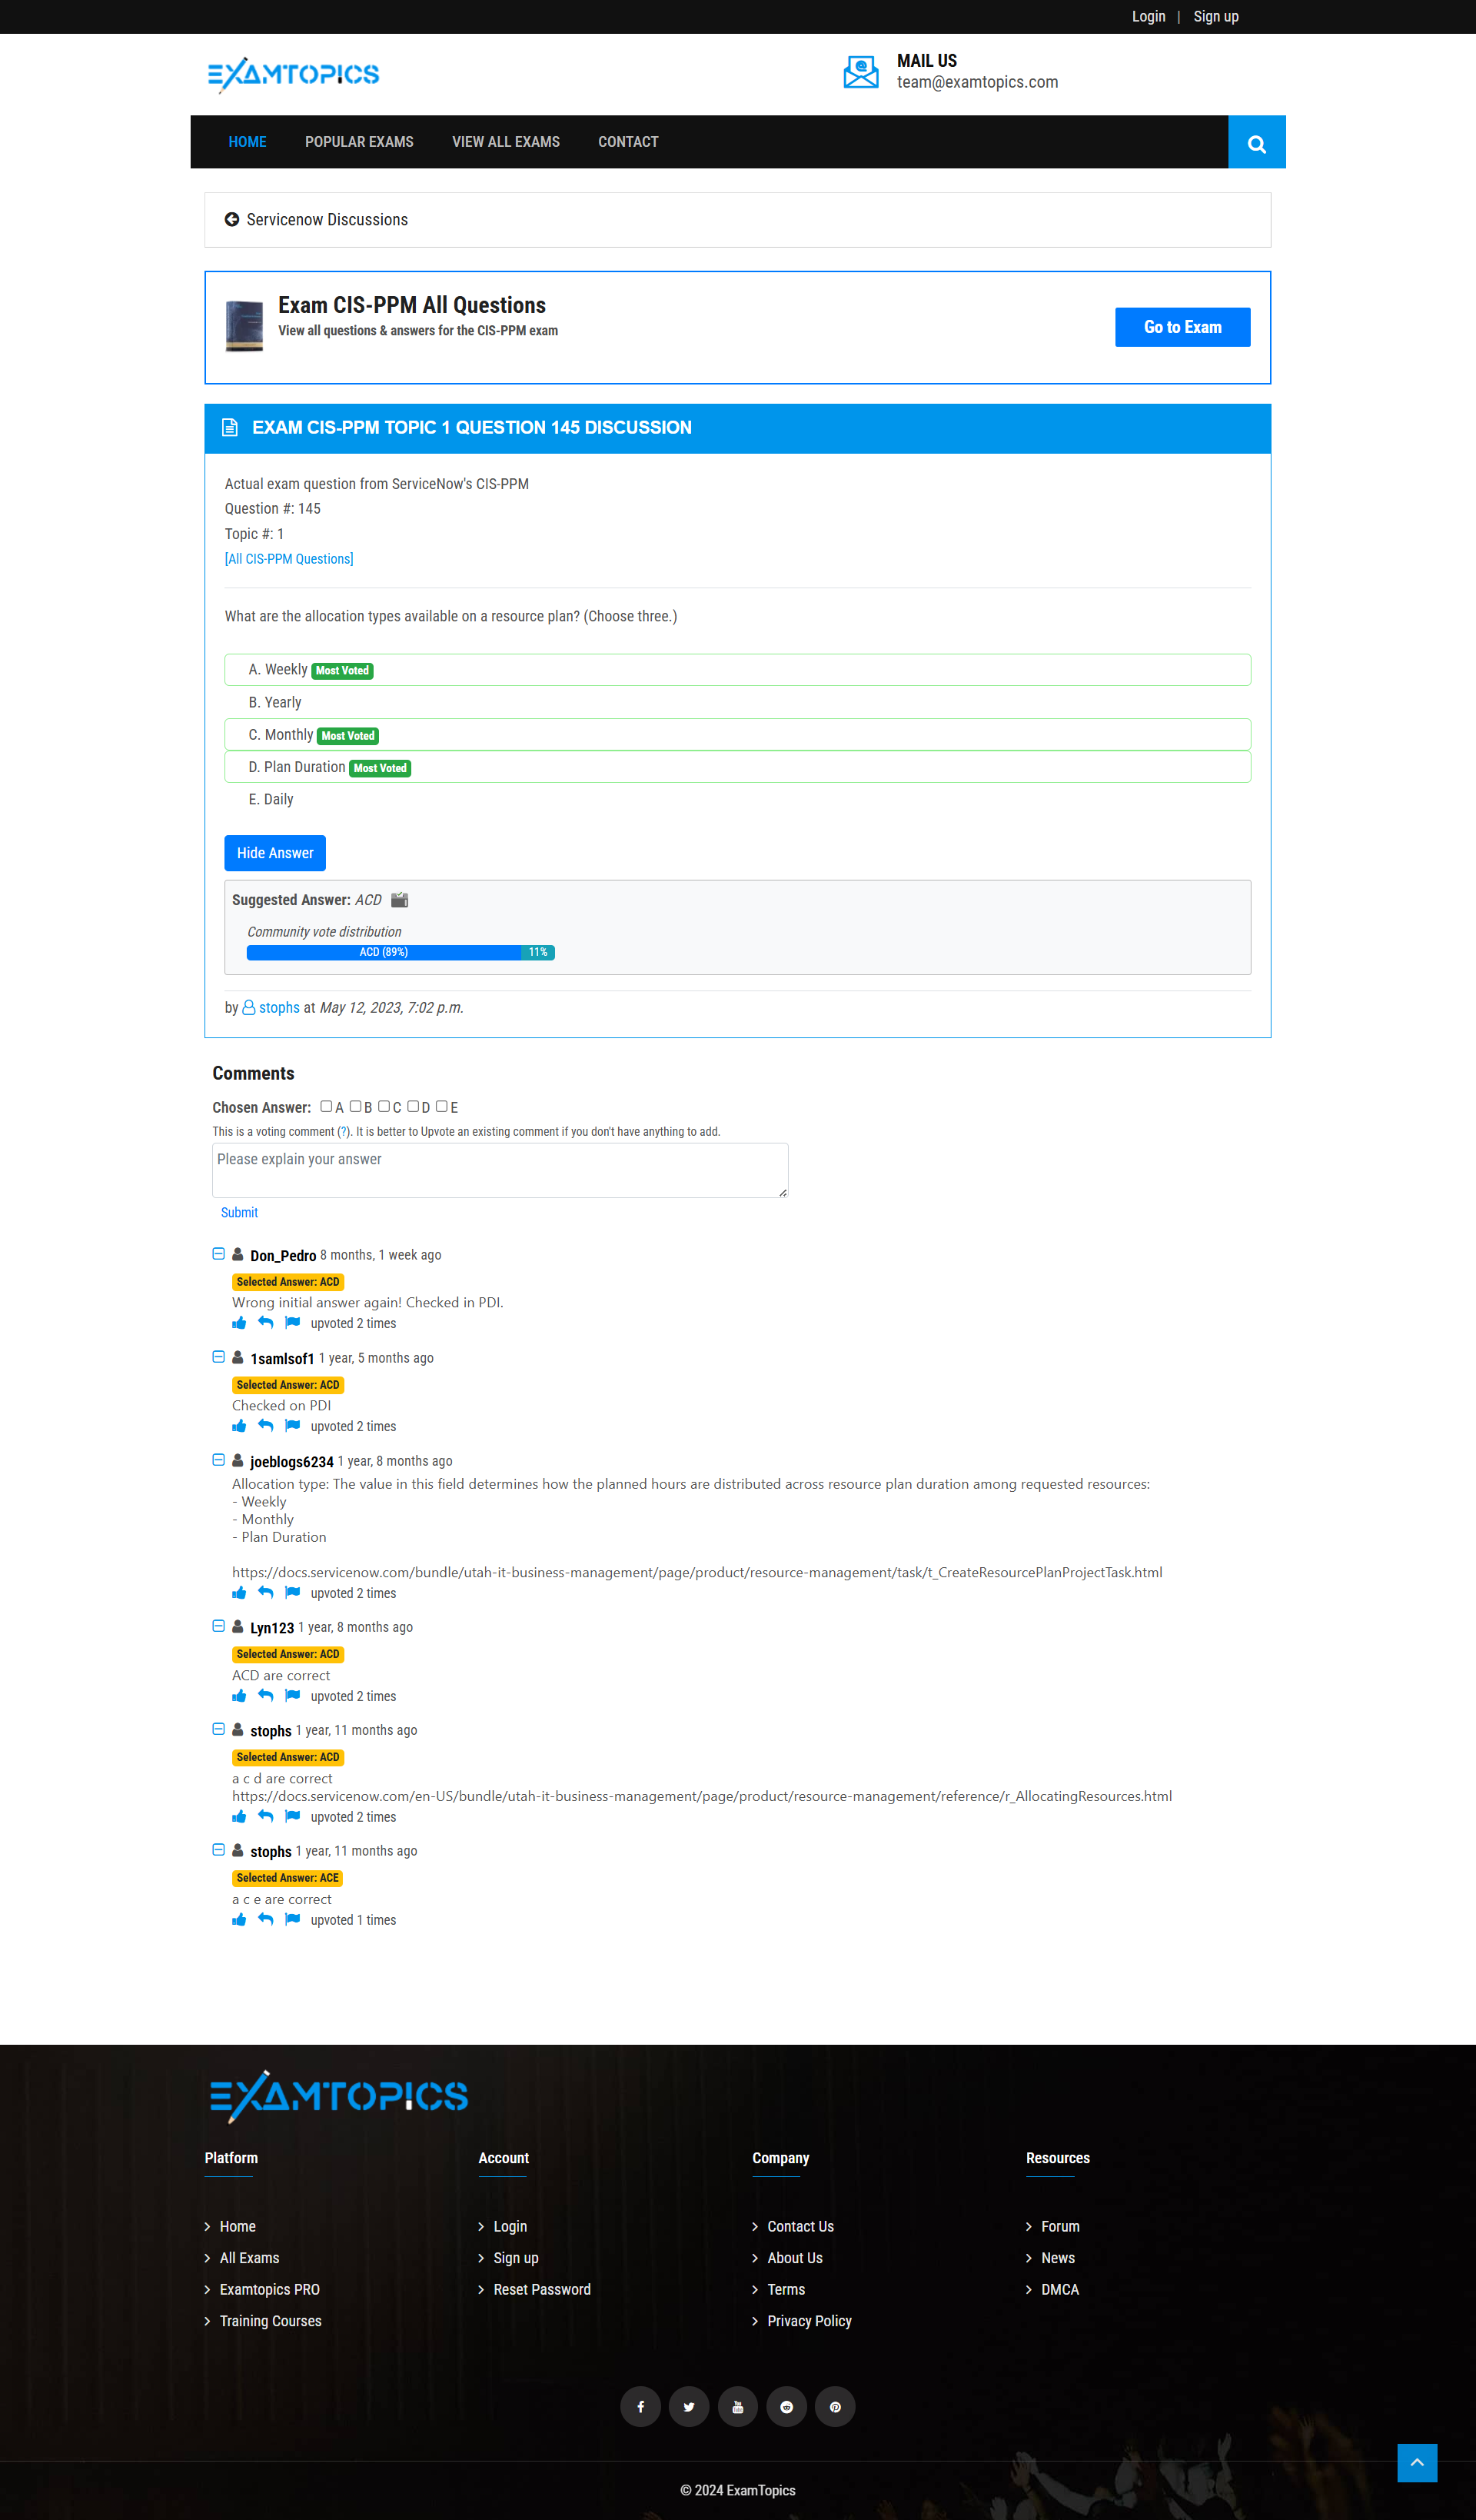 Login | Sign up
EXAMTOPICS
MAIL US
team@examtopics.com
HOME POPULAR EXAMS VIEW ALL EXAMS CONTACT
Servicenow Discussions
Exam CIS-PPM All Questions
View all questions & answers for the CIS-PPM exam
Go to Exam
EXAM CIS-PPM TOPIC 1 QUESTION 145 DISCUSSION
Actual exam question from ServiceNow's CIS-PPM
Question #: 145
Topic #: 1
[All CIS-PPM Questions]
What are the allocation types available on a resource plan? (Choose three.)
A. Weekly Most Voted
B. Yearly
C. Monthly Most Voted
D. Plan Duration Most Voted
E. Daily
Hide Answer
Suggested Answer: ACD
Community vote distribution
ACD (89%) 11%
by stophs at May 12, 2023, 7:02 p.m.
Comments
Chosen Answer: A B C D E
This is a voting comment (?). It is better to Upvote an existing comment if you don't have anything to add.
Please explain your answer
Submit
Don_Pedro 8 months, 1 week ago
Selected Answer: ACD
Wrong initial answer again! Checked in PDI.
upvoted 2 times
1samlsof1 1 year, 5 months ago
Selected Answer: ACD
Checked on PDI
upvoted 2 times
joeblogs6234 1 year, 8 months ago
Allocation type: The value in this field determines how the planned hours are distributed across resource plan duration among requested resources:
- Weekly
- Monthly
- Plan Duration
https://docs.servicenow.com/bundle/utah-it-business-management/page/product/resource-management/task/t_CreateResourcePlanProjectTask.html
upvoted 2 times
Lyn123 1 year, 8 months ago
Selected Answer: ACD
ACD are correct
upvoted 2 times
stophs 1 year, 11 months ago
Selected Answer: ACD
a c d are correct
https://docs.servicenow.com/en-US/bundle/utah-it-business-management/page/product/resource-management/reference/r_AllocatingResources.html
upvoted 2 times
stophs 1 year, 11 months ago
Selected Answer: ACE
a c e are correct
upvoted 1 times
EXAMTOPICS
Platform Account Company Resources
Home Login Contact Us Forum
All Exams Sign up About Us News
Examtopics PRO Reset Password Terms DMCA
Training Courses Privacy Policy
© 2024 ExamTopics